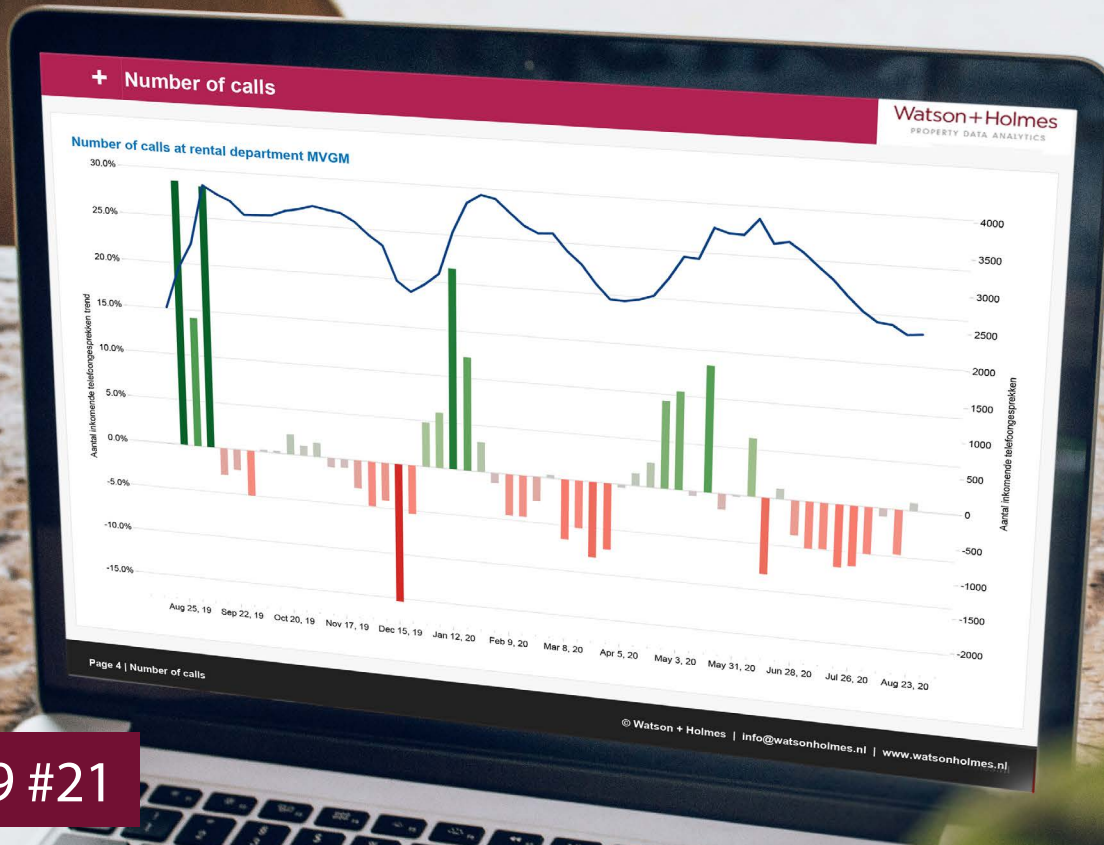 + Number of calls
Watson+Holmes
PROPERTY DATA ANALYTICS
Number of calls at rental department MVGM
30.0%
25.0%
20.0%
15.0%
10.0%
5.0%
0.0%
-5.0%
-10.0%
-15.0%
Aantal inkomende telefoongesprekken trend
4000
3500
3000
2500
2000
1500
1000
500
0
-500
-1000
-1500
-2000
Aantal inkomende telefoongesprekken
Aug 25, 19 Sep 22, 19 Oct 20, 19 Nov 17, 19 Dec 15, 19 Jan 12, 20 Feb 9, 20 Mar 8, 20 Apr 5, 20 May 3, 20 May 31, 20 Jun 28, 20 Jul 26, 20 Aug 23, 20
Page 4 | Number of calls
© Watson + Holmes | info@watsonholmes.nl | www.watsonholmes.nl
9 #21